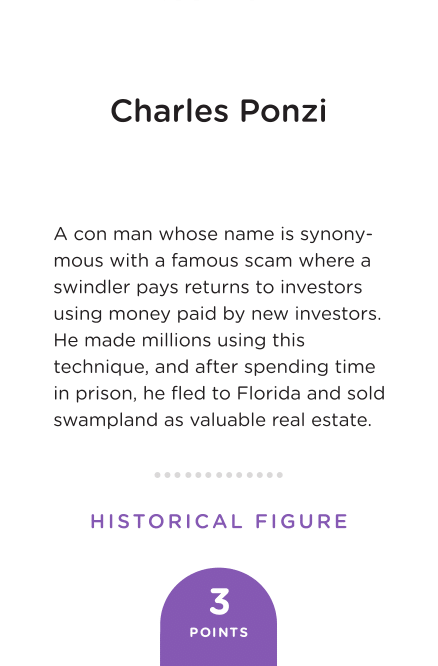 Charles Ponzi
A con man whose name is synony-
mous with a famous scam where a
swindler pays returns to investors
using money paid by new investors.
He made millions using this
technique, and after spending time
in prison, he fled to Florida and sold
swampland as valuable real estate.
HISTORICAL FIGURE
3
POINTS